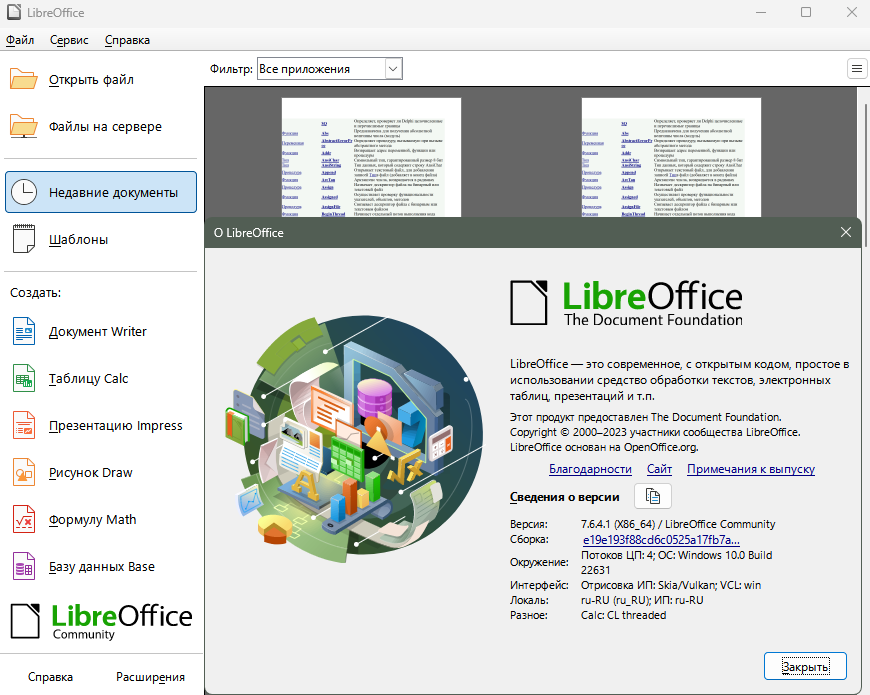 LibreOffice
Файл Сервис Справка
Открыть файл
Файлы на сервере
Недавние документы
Шаблоны
Создать:
Документ Writer
Таблицу Calc
Презентацию Impress
Рисунок Draw
Формулу Math
Базу данных Base
LibreOffice
Community
Справка Расширения
Фильтр: Все приложения
О LibreOffice
LibreOffice
The Document Foundation
LibreOffice — это современное, с открытым кодом, простое в
использовании средство обработки текстов, электронных
таблиц, презентаций и т.п.
Этот продукт предоставлен The Document Foundation.
Copyright © 2000–2023 участники сообщества LibreOffice.
LibreOffice основан на OpenOffice.org.
Благодарности Сайт Примечания к выпуску
Сведения о версии
Версия: 7.6.4.1 (X86_64) / LibreOffice Community
Сборка: e19e193f88cd6c0525a17fb7a...
Окружение: Потоков ЦП: 4; ОС: Windows 10.0 Build
22631
Интерфейс: Отрисовка ИП: Skia/Vulkan; VCL: win
Локаль: ru-RU (ru_RU); ИП: ru-RU
Разное: Calc: CL threaded
Закрыть